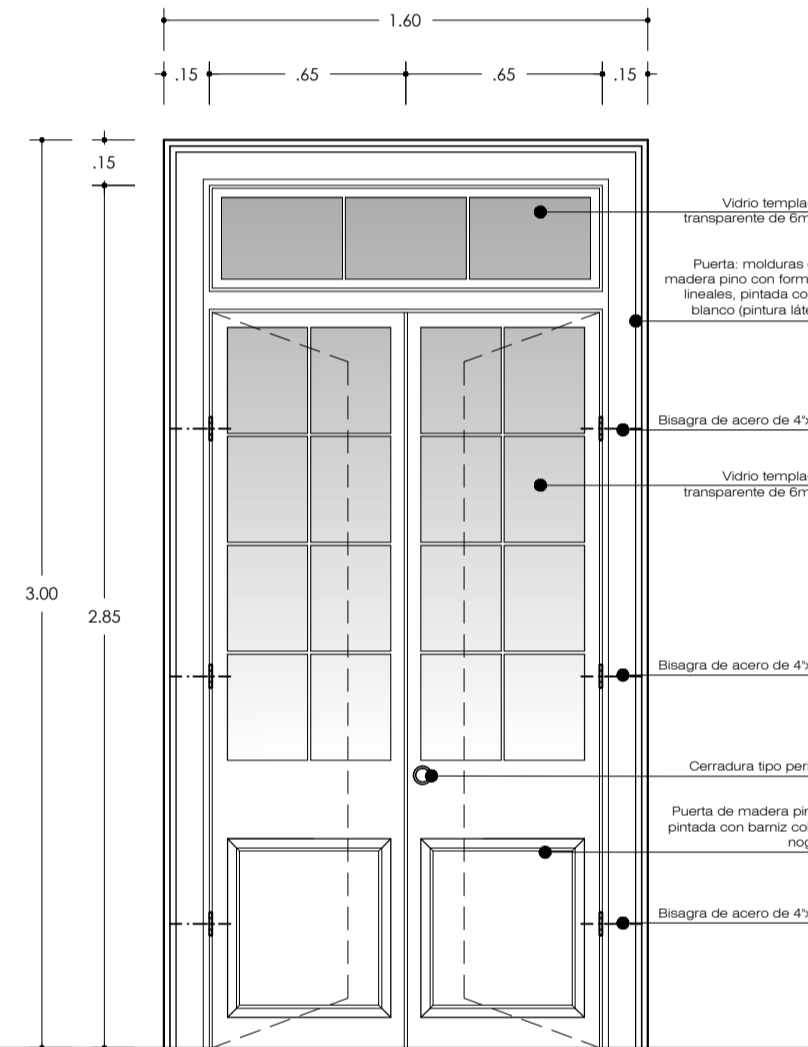 1.60
.15
.65
.65
.15
.15
Vidrio templa
transparente de 6m
Puerta: molduras
madera pino con form
lineales, pintada co
blanco (pintura láte
3.00
2.85
Bisagra de acero de 4"x
Vidrio templa
transparente de 6m
Bisagra de acero de 4"x
Cerradura tipo peri
Puerta de madera pin
pintada con barniz col
nog
Bisagra de acero de 4"x